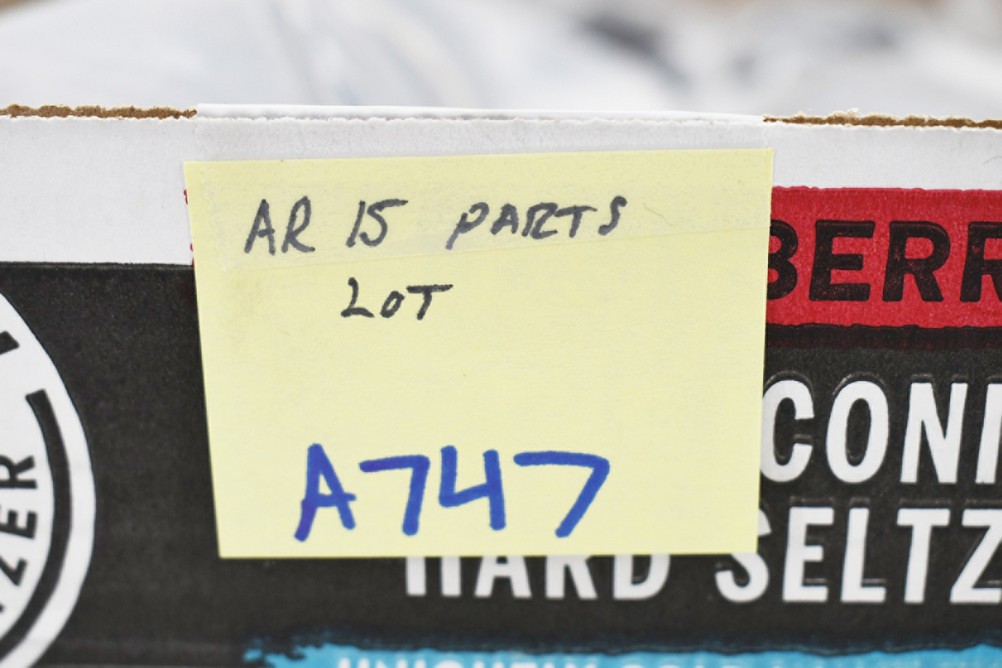 AR 15 PARTS
LOT
A747
BERR
CONN
HARD SELTZ
ZER